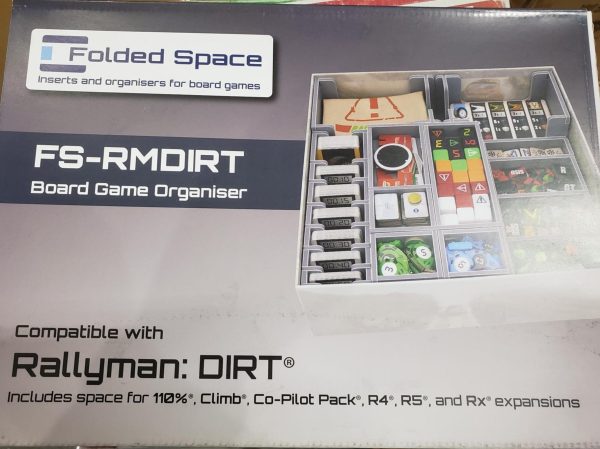 Folded Space
Inserts and organisers for board games
FS-RMDIRT
Board Game Organiser
Compatible with
Rallyman: DIRT®
Includes space for 110%®, Climb®, Co-Pilot Pack®, R4®, R5®, and Rx® expansions